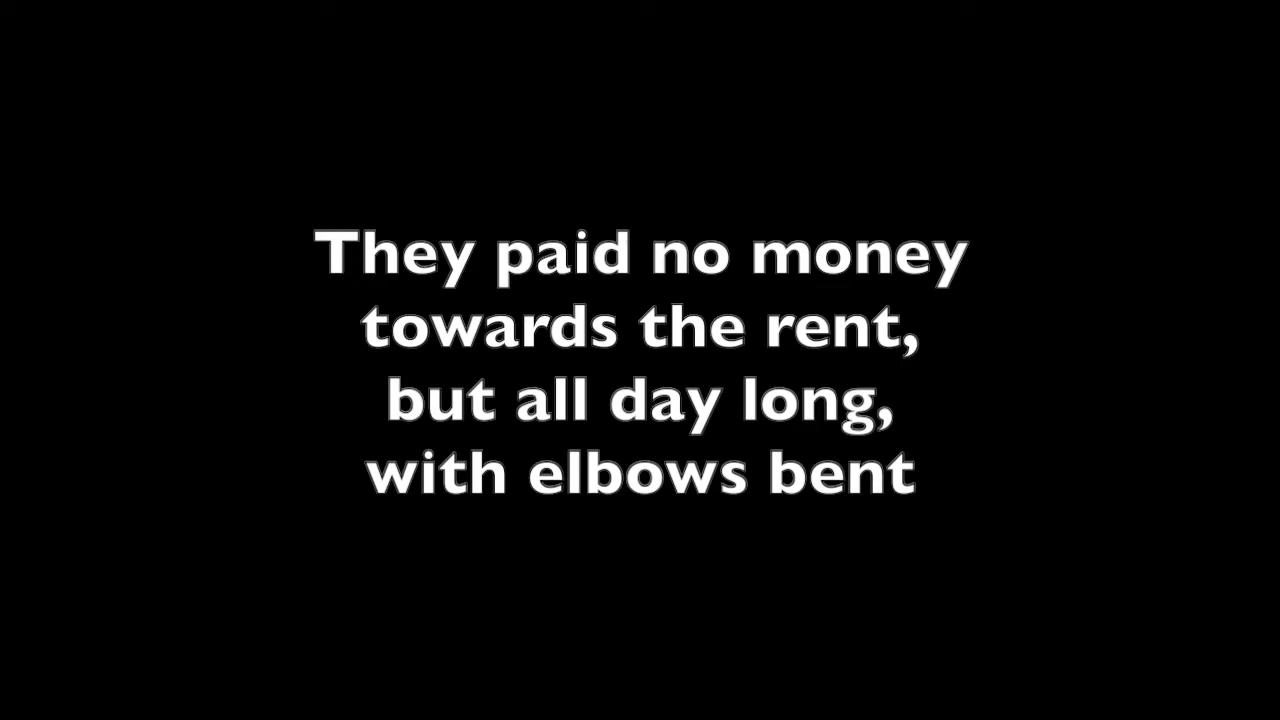 They paid no money
towards the rent,
but all day long,
with elbows bent